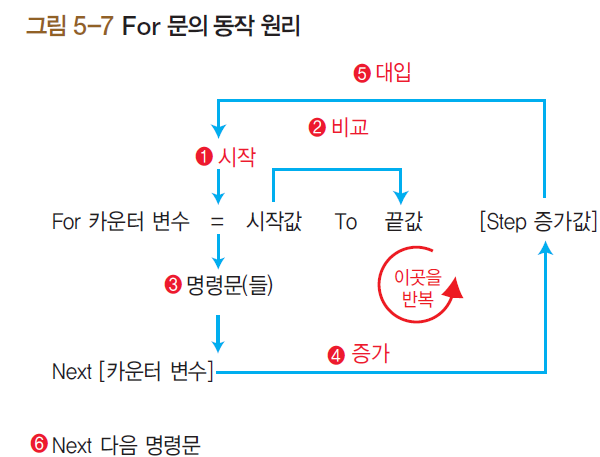 그림 5-7 For 문의 동작 원리
❺ 대입
❷ 비교
❶ 시작
For 카운터 변수 = 시작값 To 끝값 [Step 증가값]
❸ 명령문(들)
이곳을
반복
❹ 증가
Next [카운터 변수]
❻ Next 다음 명령문